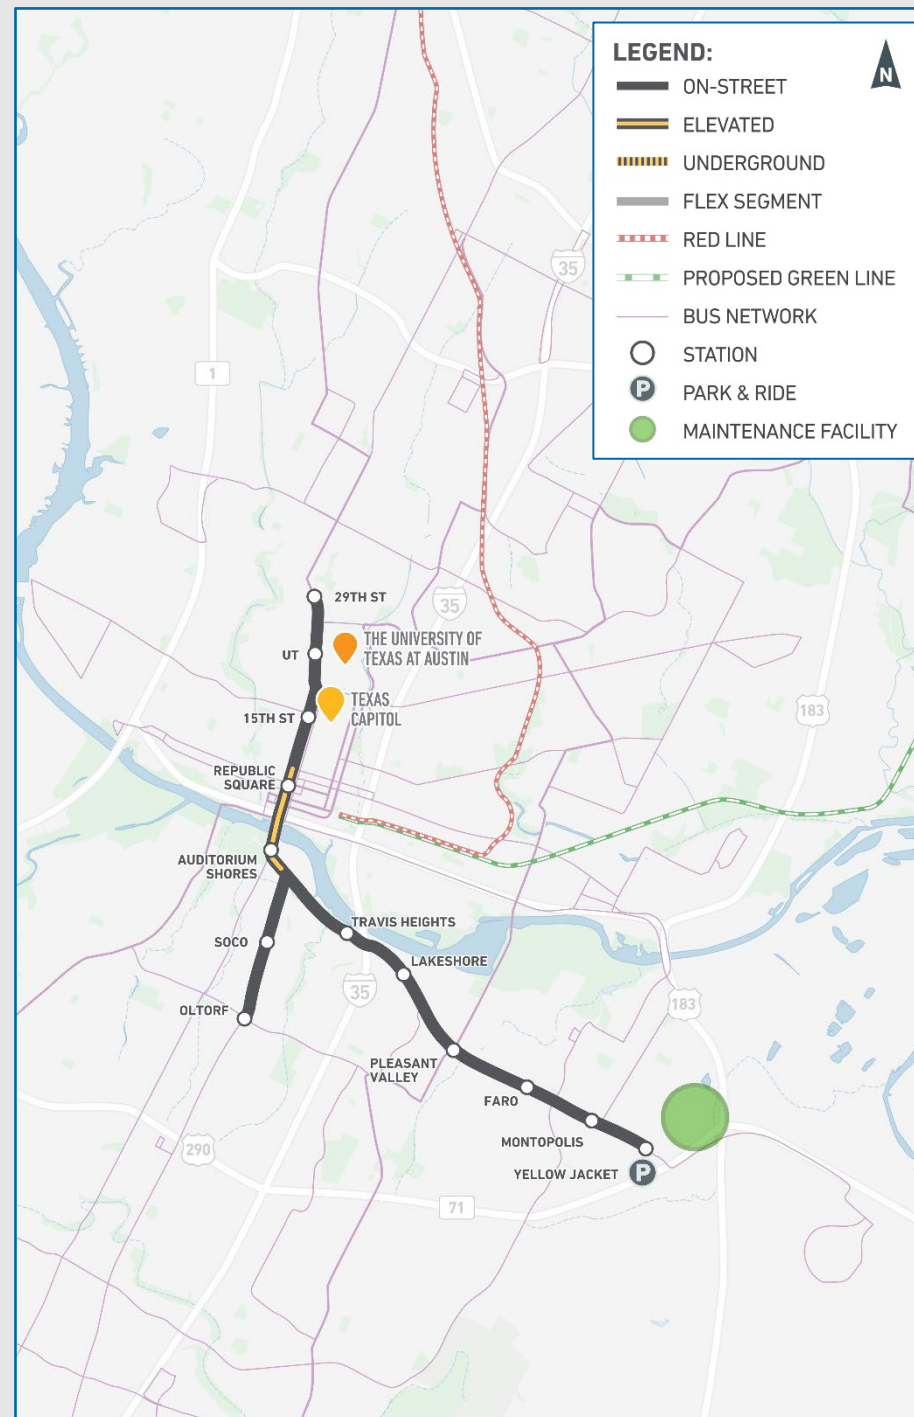 LEGEND:
N
ON-STREET
ELEVATED
UNDERGROUND
FLEX SEGMENT
RED LINE
PROPOSED GREEN LINE
BUS NETWORK
STATION
P PARK & RIDE
MAINTENANCE FACILITY
35
1
29TH ST
35
THE UNIVERSITY OF
TEXAS AT AUSTIN
UT
TEXAS
CAPITOL
15TH ST
183
REPUBLIC
SQUARE
AUDITORIUM
SHORES
TRAVIS HEIGHTS
SOCO
LAKESHORE
35
183
OLTORF
PLEASANT
VALLEY
FARO
MONTOPOLIS
290
YELLOW JACKET
P
71